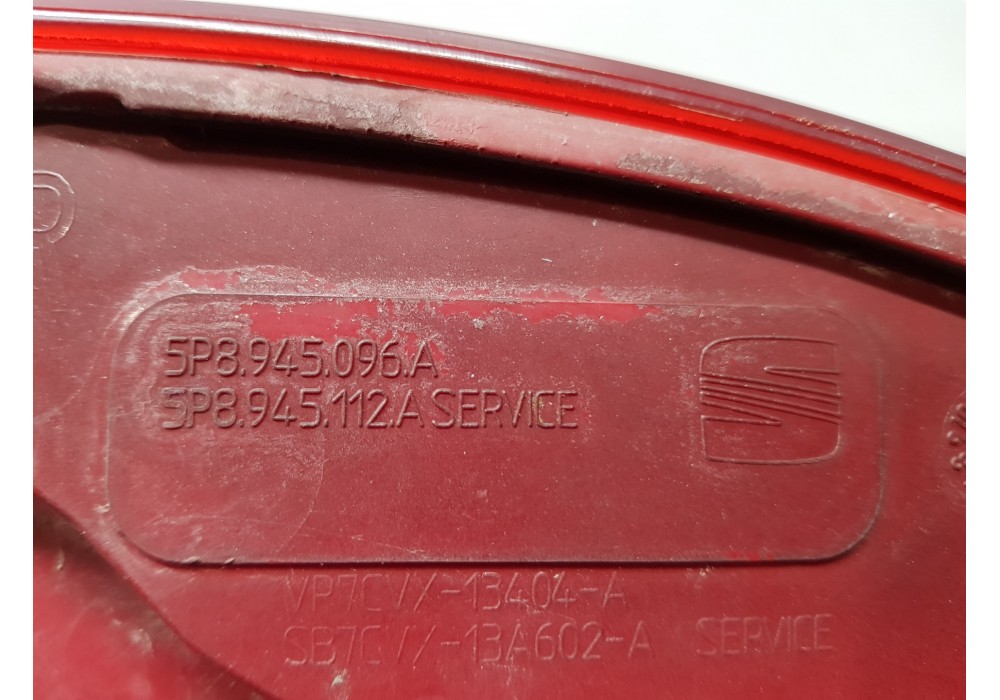 5P8.945.096.A
5P8.945.112.A SERVICE
VP7CVX-13404-A
SB7CVX-13A602-A SERVICE